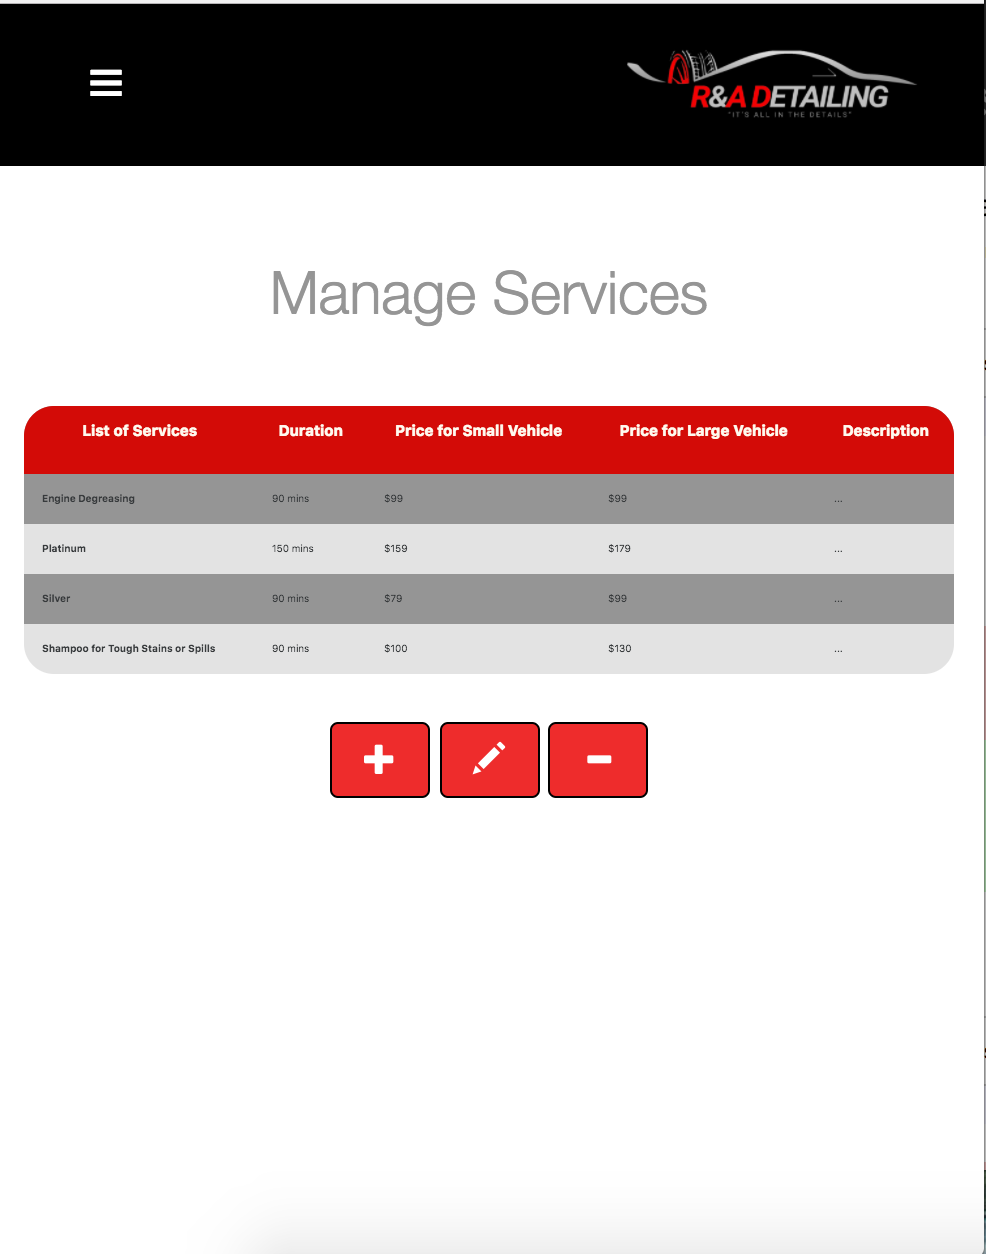 R&A DETAILING
"IT'S ALL IN THE DETAILS"
Manage Services
List of Services Duration Price for Small Vehicle Price for Large Vehicle Description
Engine Degreasing 90 mins $99 $99 ...
Platinum 150 mins $159 $179 ...
Silver 90 mins $79 $99 ...
Shampoo for Tough Stains or Spills 90 mins $100 $130 ...